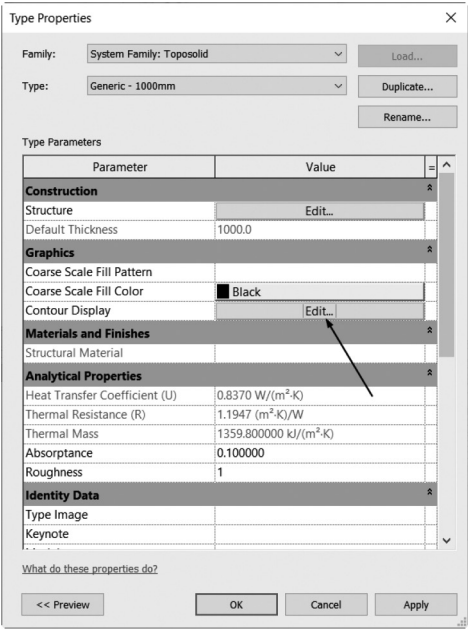 Type Properties
Family: System Family: Toposolid Load...
Type: Generic - 1000mm Duplicate...
Rename...
Type Parameters
Parameter Value =
Construction
Structure Edit...
Default Thickness 1000.0
Graphics
Coarse Scale Fill Pattern
Coarse Scale Fill Color Black
Contour Display Edit...
Materials and Finishes
Structural Material
Analytical Properties
Heat Transfer Coefficient (U) 0.8370 W/(m²·K)
Thermal Resistance (R) 1.1947 (m²·K)/W
Thermal Mass 1359.800000 kJ/(m²·K)
Absorptance 0.100000
Roughness 1
Identity Data
Type Image
Keynote
What do these properties do?
<< Preview OK Cancel Apply